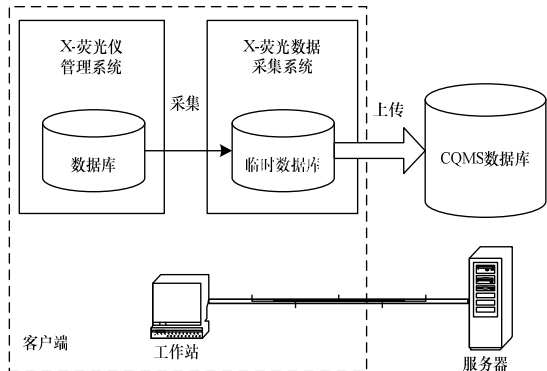 X-荧光仪
管理系统
X-荧光数据
采集系统
采集
上传
数据库
临时数据库
CQMS数据库
客户端
工作站
服务器